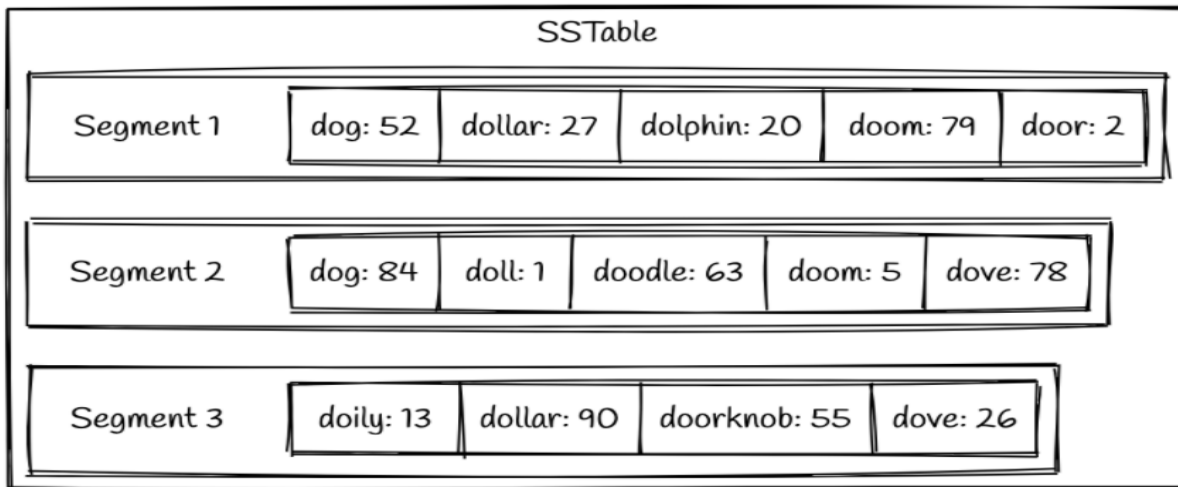 SSTable
Segment 1 dog: 52 dollar: 27 dolphin: 20 doom: 79 door: 2
Segment 2 dog: 84 doll: 1 doodle: 63 doom: 5 dove: 78
Segment 3 doily: 13 dollar: 90 doorknob: 55 dove: 26